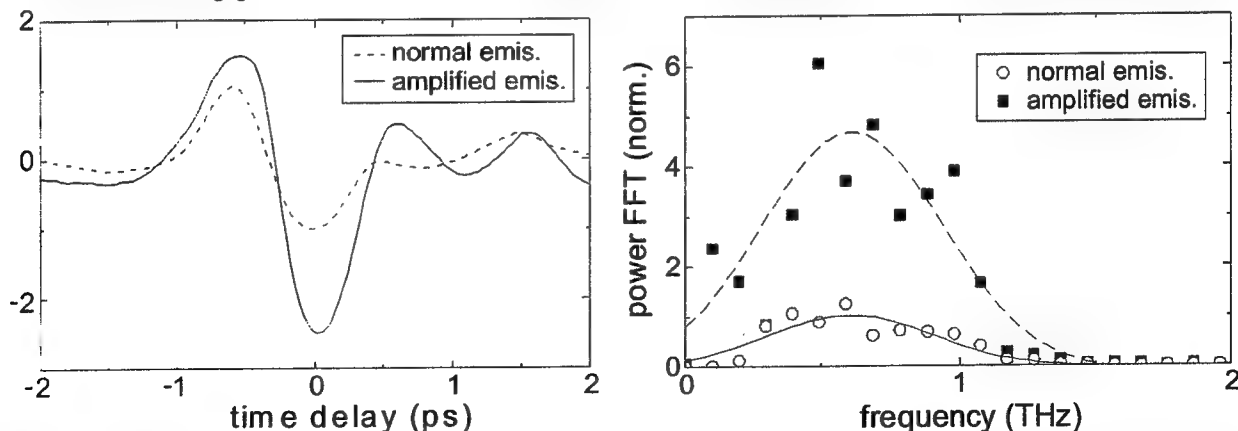 2
0
-2
-2
-1
0
1
2
time delay (ps)
normal emis.
amplified emis.
6
4
2
0
0
1
2
power FFT (norm.)
frequency (THz)
normal emis.
amplified emis.